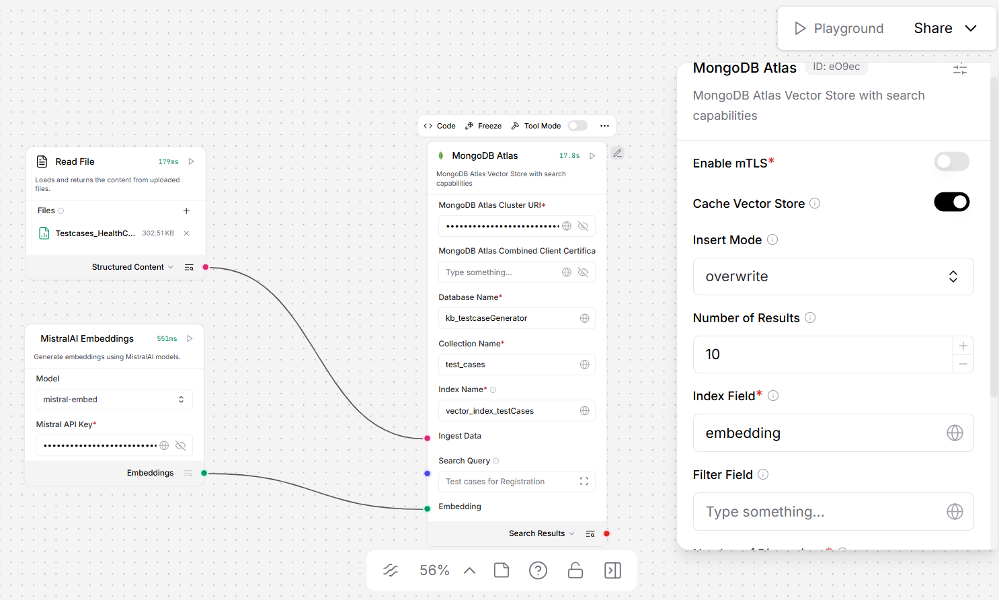 Playground
Share
MongoDB Atlas
ID: eO9ec
MongoDB Atlas Vector Store with search
capabilities
Enable mTLS*
Cache Vector Store
Insert Mode
overwrite
Number of Results
10
Index Field*
embedding
Filter Field
Type something...
Code
Freeze
Tool Mode
Read File
179ms
Loads and returns the content from uploaded
files.
Files
Testcases_HealthC...
302.51 KB
Structured Content
MistralAI Embeddings
551ms
Generate embeddings using MistralAI models.
Model
mistral-embed
Mistral API Key*
Embeddings
MongoDB Atlas
17.8s
MongoDB Atlas Vector Store with search
capabilities
MongoDB Atlas Cluster URI*
MongoDB Atlas Combined Client Certifica
Type something...
Database Name*
kb_testcaseGenerator
Collection Name*
test_cases
Index Name*
vector_index_testCases
Ingest Data
Search Query
Test cases for Registration
Embedding
Search Results
56%